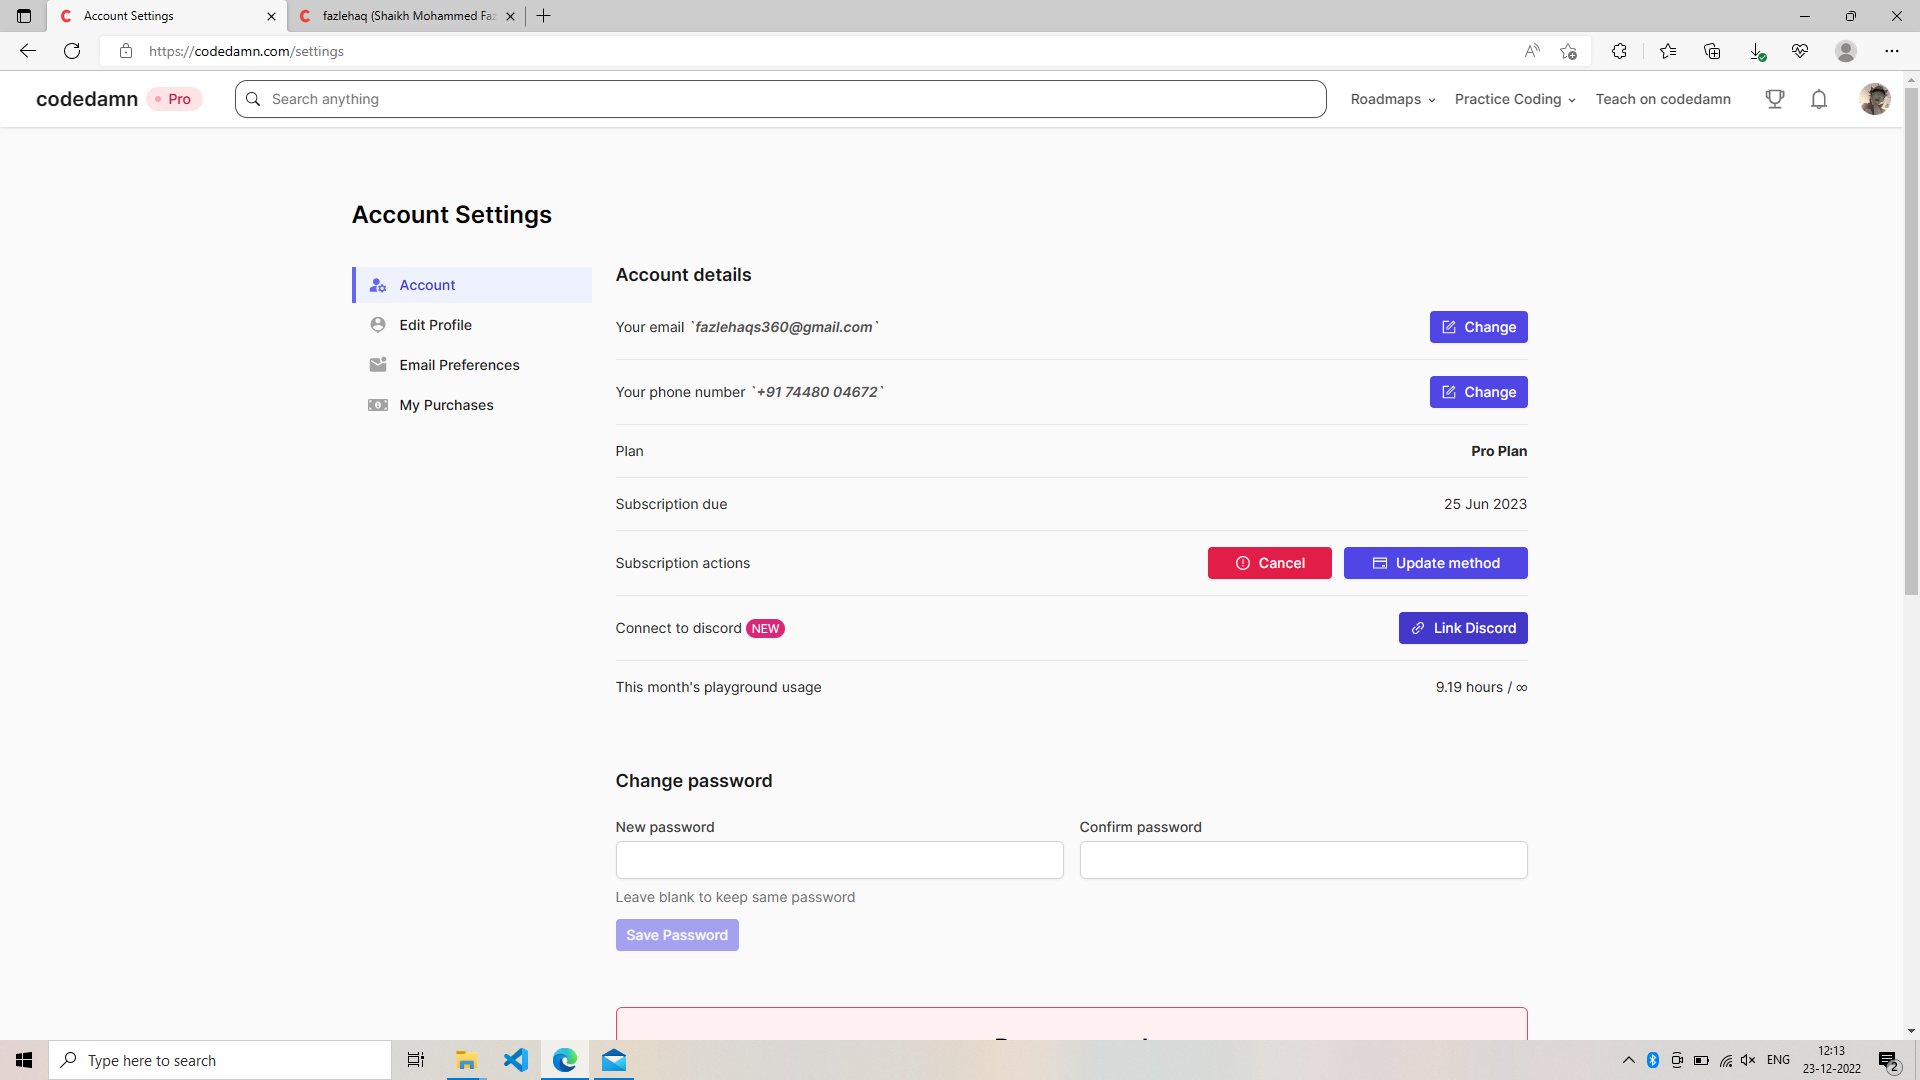 Account Settings
fazlehaq (Shaikh Mohammed Faz
https://codedamn.com/settings
codedamn
Pro
Search anything
Roadmaps
Practice Coding
Teach on codedamn
Account Settings
Account
Edit Profile
Email Preferences
My Purchases
Account details
Your email `fazlehaqs360@gmail.com`
Change
Your phone number `+91 74480 04672`
Change
Plan
Pro Plan
Subscription due
25 Jun 2023
Subscription actions
Cancel
Update method
Connect to discord NEW
Link Discord
This month's playground usage
9.19 hours / ∞
Change password
New password
Confirm password
Leave blank to keep same password
Save Password
Type here to search
ENG
12:13
23-12-2022
2